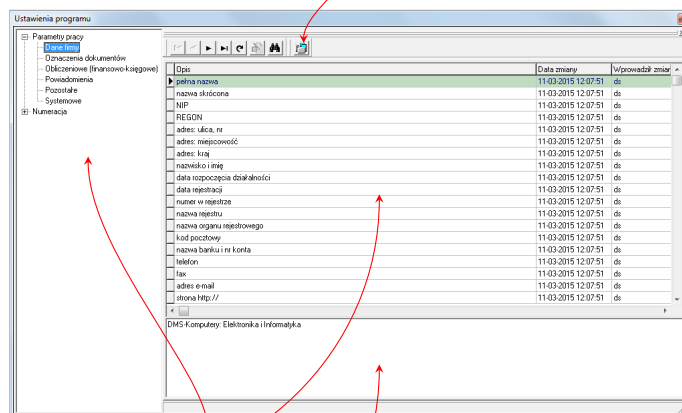 Ustawienia programu
Parametry pracy
Dane firmy
Oznaczenia dokumentów
Obliczeniowe (finansowo-księgowe)
Powiadomienia
Pozostałe
Systemowe
Numeracja
Opis Data zmiany Wprowadził zmiar
pełna nazwa 11-03-2015 12:07:51 ds
nazwa skrócona 11-03-2015 12:07:51 ds
NIP 11-03-2015 12:07:51 ds
REGON 11-03-2015 12:07:51 ds
adres: ulica, nr 11-03-2015 12:07:51 ds
adres: miejscowość 11-03-2015 12:07:51 ds
adres: kraj 11-03-2015 12:07:51 ds
nazwisko i imię 11-03-2015 12:07:51 ds
data rozpoczęcia działalności 11-03-2015 12:07:51 ds
data rejestracji 11-03-2015 12:07:51 ds
numer w rejestrze 11-03-2015 12:07:51 ds
nazwa rejestru 11-03-2015 12:07:51 ds
nazwa organu rejestrowego 11-03-2015 12:07:51 ds
kod pocztowy 11-03-2015 12:07:51 ds
nazwa banku i nr konta 11-03-2015 12:07:51 ds
telefon 11-03-2015 12:07:51 ds
fax 11-03-2015 12:07:51 ds
adres e-mail 11-03-2015 12:07:51 ds
strona http:// 11-03-2015 12:07:51 ds
DMS-Komputery: Elektronika i Informatyka